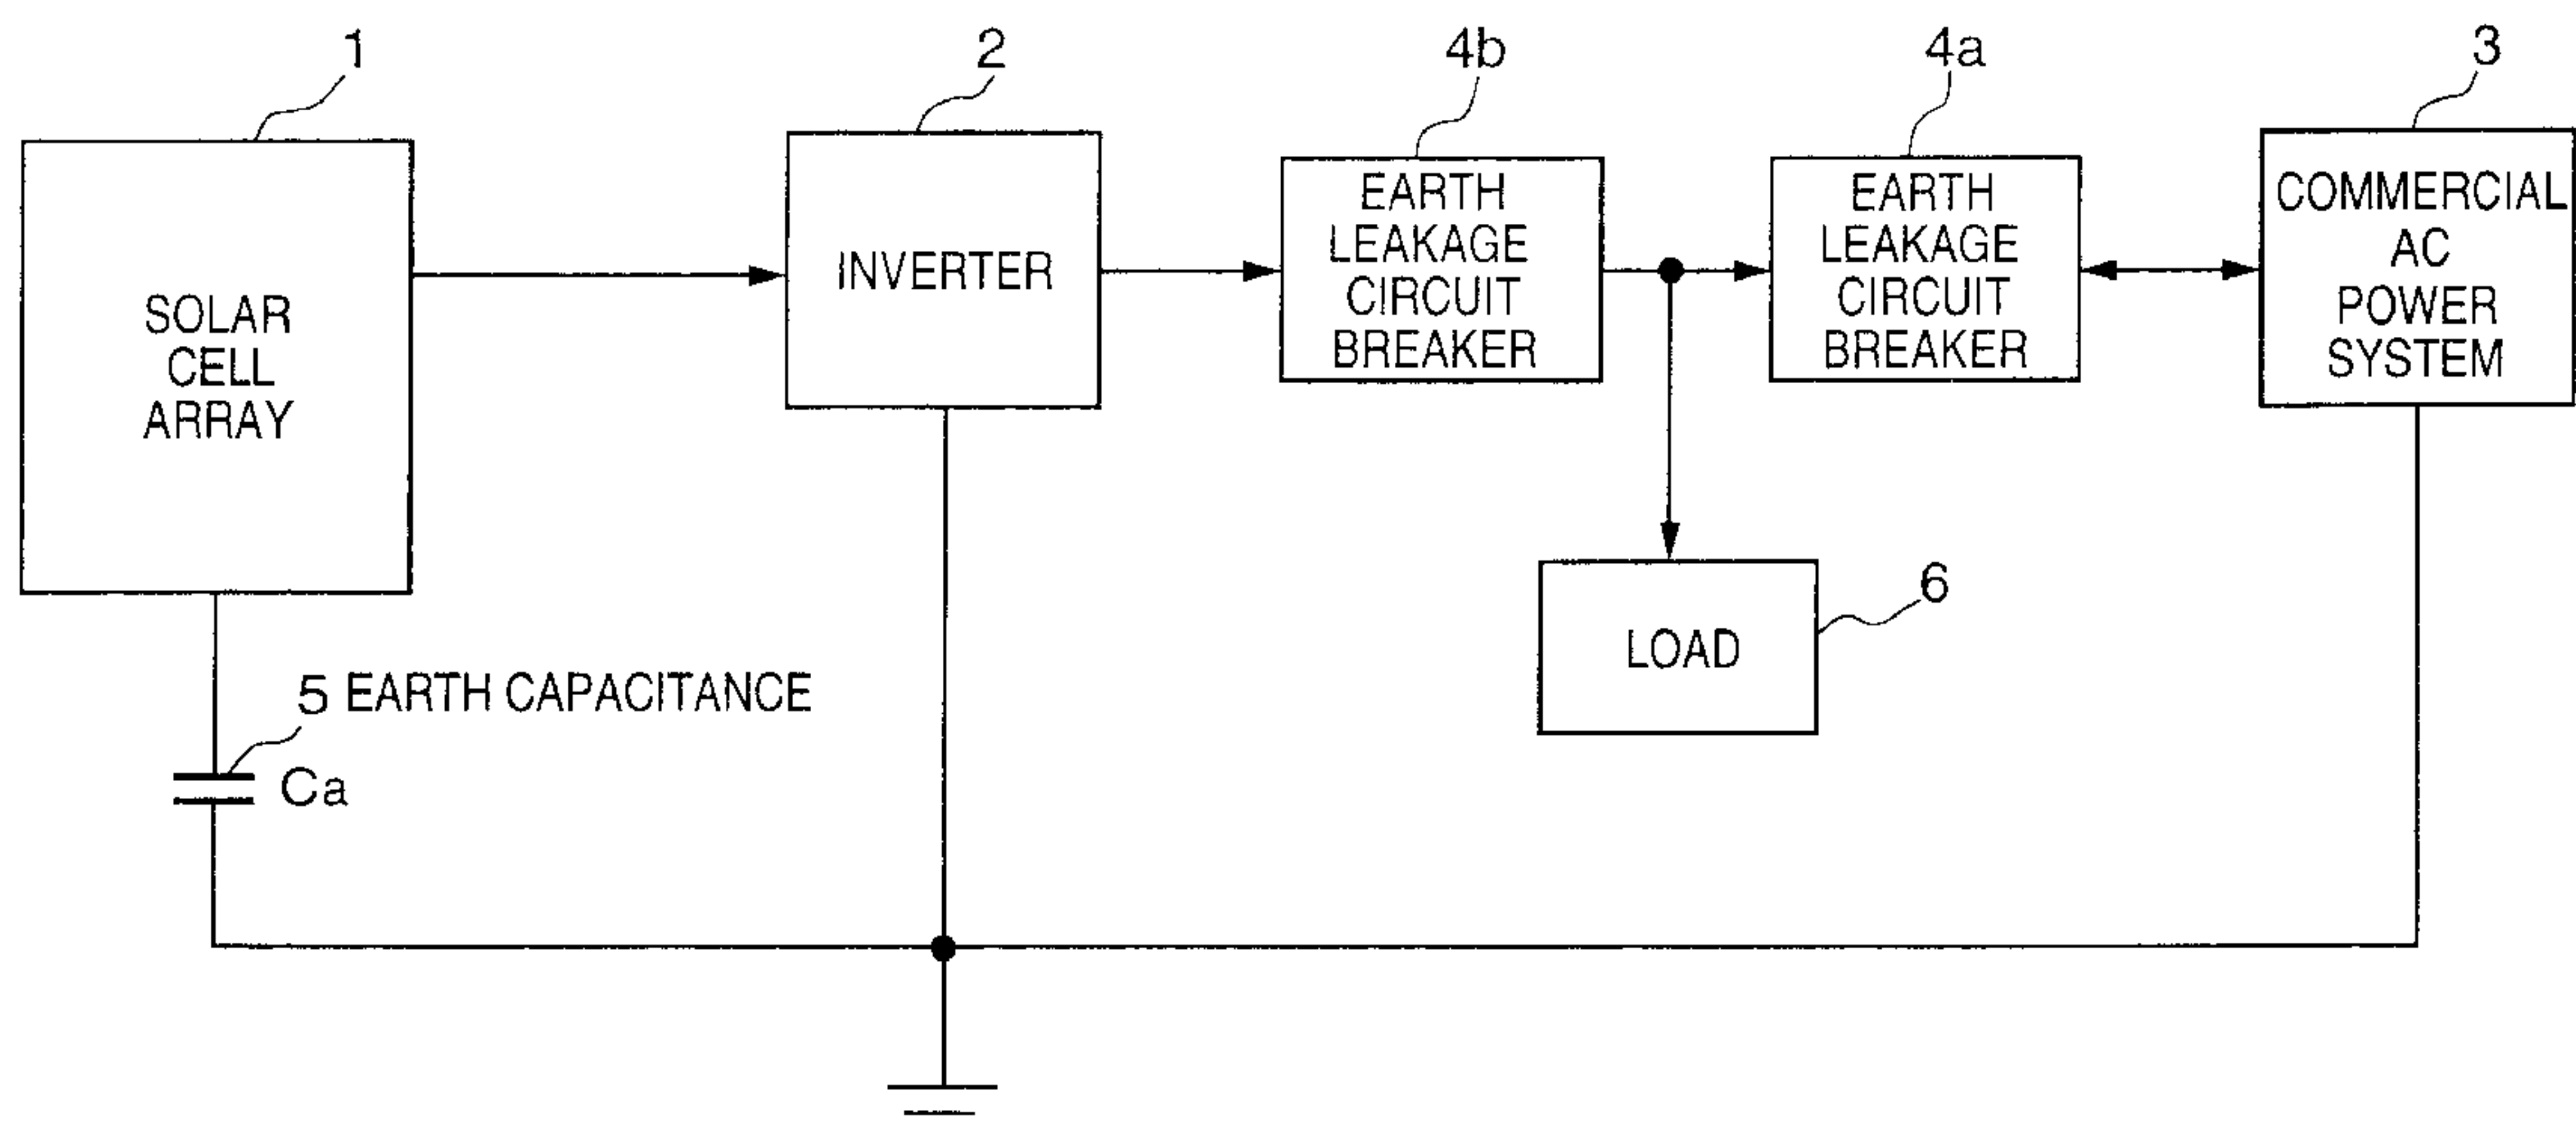 1
2
4b
4a
3
SOLAR
CELL
ARRAY
INVERTER
EARTH
LEAKAGE
CIRCUIT
BREAKER
EARTH
LEAKAGE
CIRCUIT
BREAKER
COMMERCIAL
AC
POWER
SYSTEM
6
LOAD
5 EARTH CAPACITANCE
Ca